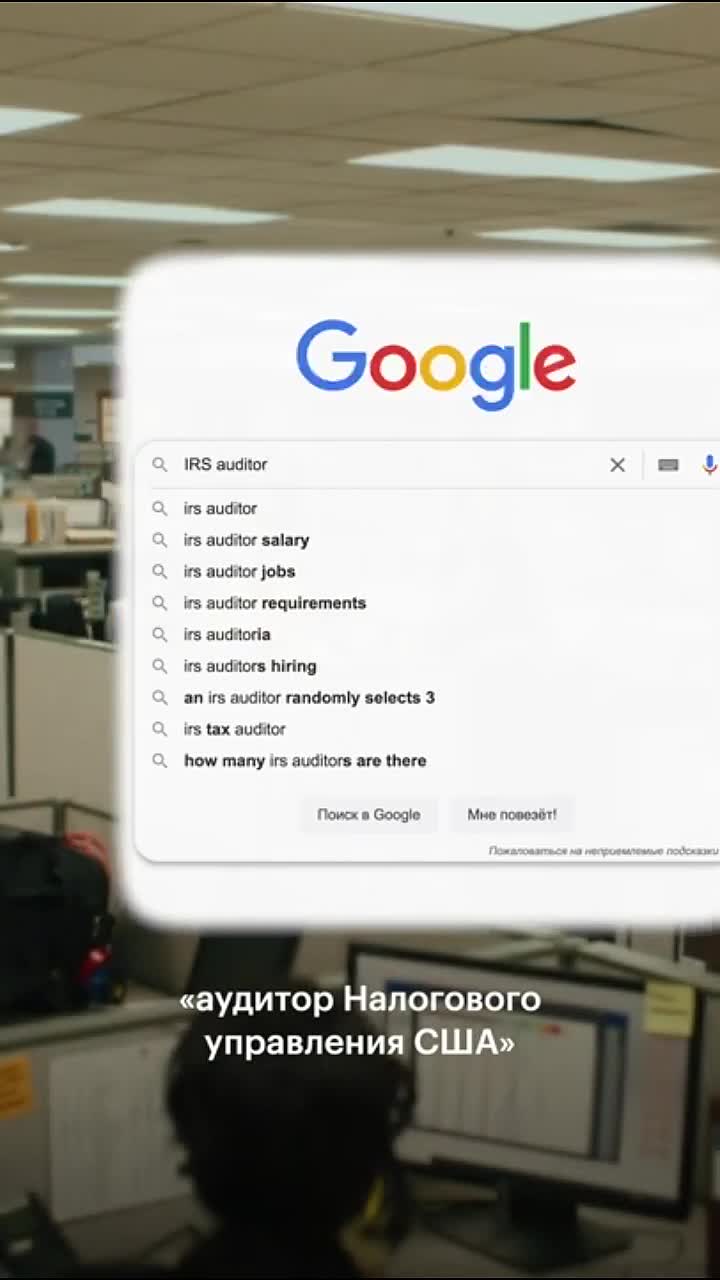 Google
IRS auditor
irs auditor
irs auditor salary
irs auditor jobs
irs auditor requirements
irs auditoria
irs auditors hiring
an irs auditor randomly selects 3
irs tax auditor
how many irs auditors are there
Поиск в Google
Мне повезёт!
Пожаловаться на неприемлемые подсказки
«аудитор Налогового
управления США»